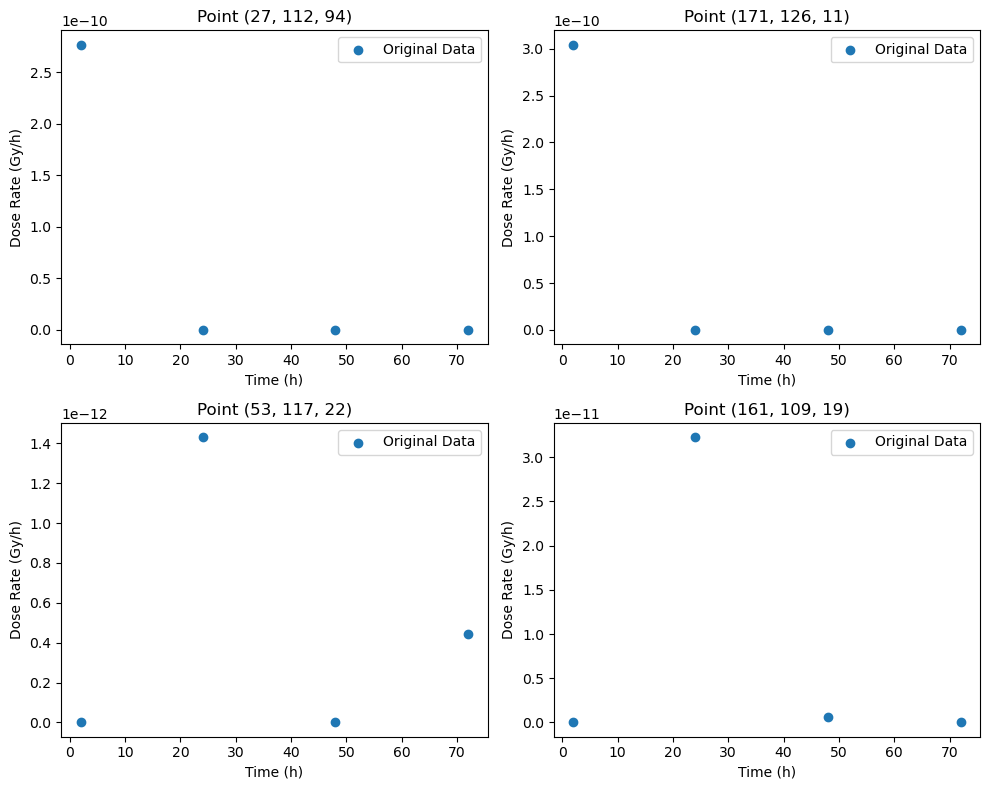 Point (27, 112, 94)
1e−10
Original Data
Dose Rate (Gy/h)
2.5
2.0
1.5
1.0
0.5
0.0
0 10 20 30 40 50 60 70
Time (h)
Point (171, 126, 11)
1e−10
Original Data
Dose Rate (Gy/h)
3.0
2.5
2.0
1.5
1.0
0.5
0.0
0 10 20 30 40 50 60 70
Time (h)
Point (53, 117, 22)
1e−12
Original Data
Dose Rate (Gy/h)
1.4
1.2
1.0
0.8
0.6
0.4
0.2
0.0
0 10 20 30 40 50 60 70
Time (h)
Point (161, 109, 19)
1e−11
Original Data
Dose Rate (Gy/h)
3.0
2.5
2.0
1.5
1.0
0.5
0.0
0 10 20 30 40 50 60 70
Time (h)